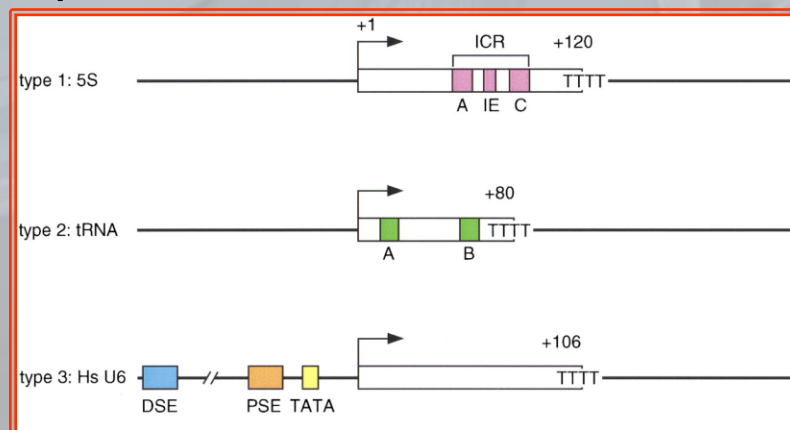 +1
ICR
+120
type 1: 5S
TTTT
A IE C
+80
type 2: tRNA
TTTT
A B
+106
type 3: Hs U6
TTTT
DSE PSE TATA